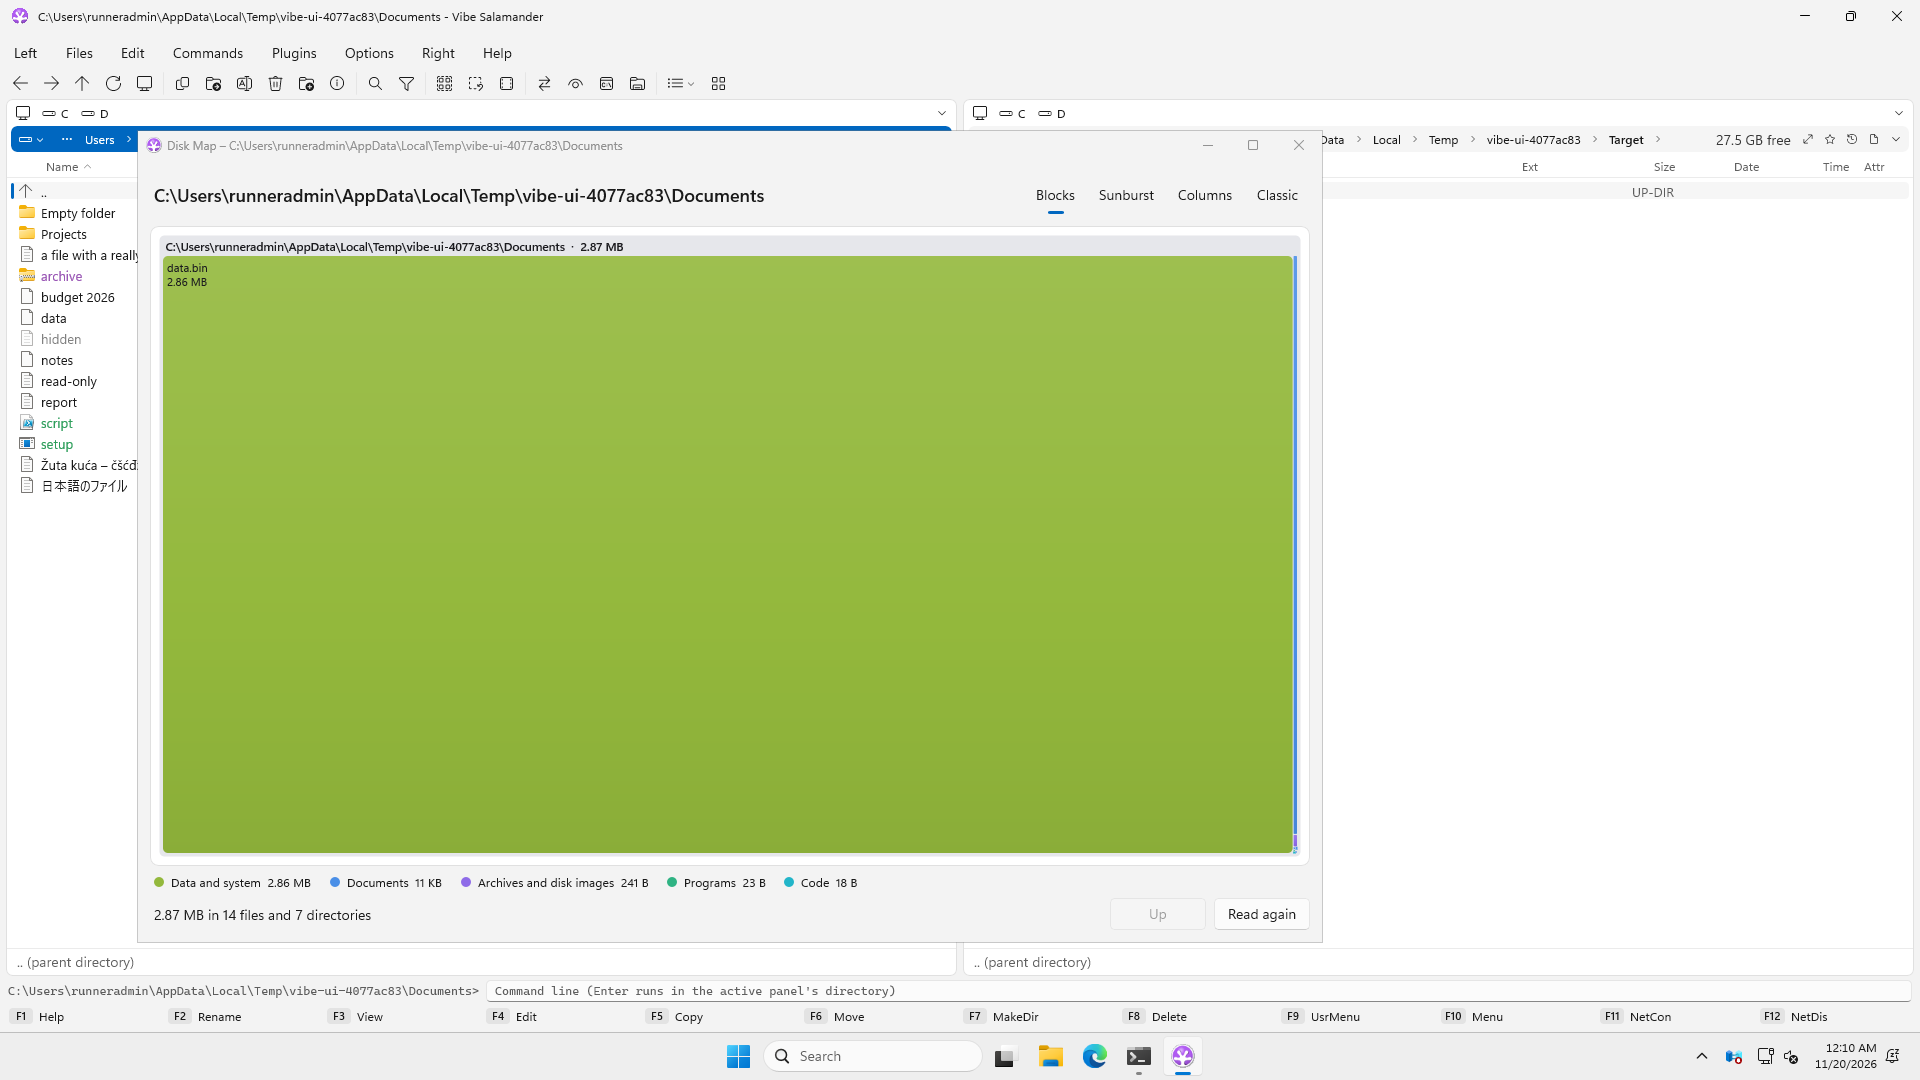 C:\Users\runneradmin\AppData\Local\Temp\vibe-ui-4077ac83\Documents - Vibe Salamander
Left Files Edit Commands Plugins Options Right Help
C D
C D
Users
Local Temp vibe-ui-4077ac83 Target 27.5 GB free
Name
Ext Size Date Time Attr
..
UP-DIR
Empty folder
Projects
a file with a really
archive
budget 2026
data
hidden
notes
read-only
report
script
setup
Žuta kuća – čšćđ
日本語のファイル
Disk Map – C:\Users\runneradmin\AppData\Local\Temp\vibe-ui-4077ac83\Documents
C:\Users\runneradmin\AppData\Local\Temp\vibe-ui-4077ac83\Documents
Blocks Sunburst Columns Classic
C:\Users\runneradmin\AppData\Local\Temp\vibe-ui-4077ac83\Documents · 2.87 MB
data.bin
2.86 MB
Data and system 2.86 MB Documents 11 KB Archives and disk images 241 B Programs 23 B Code 18 B
2.87 MB in 14 files and 7 directories
Up Read again
.. (parent directory)
.. (parent directory)
C:\Users\runneradmin\AppData\Local\Temp\vibe-ui-4077ac83\Documents> Command line (Enter runs in the active panel's directory)
F1 Help F2 Rename F3 View F4 Edit F5 Copy F6 Move F7 MakeDir F8 Delete F9 UsrMenu F10 Menu F11 NetCon F12 NetDis
Search
12:10 AM
11/20/2026